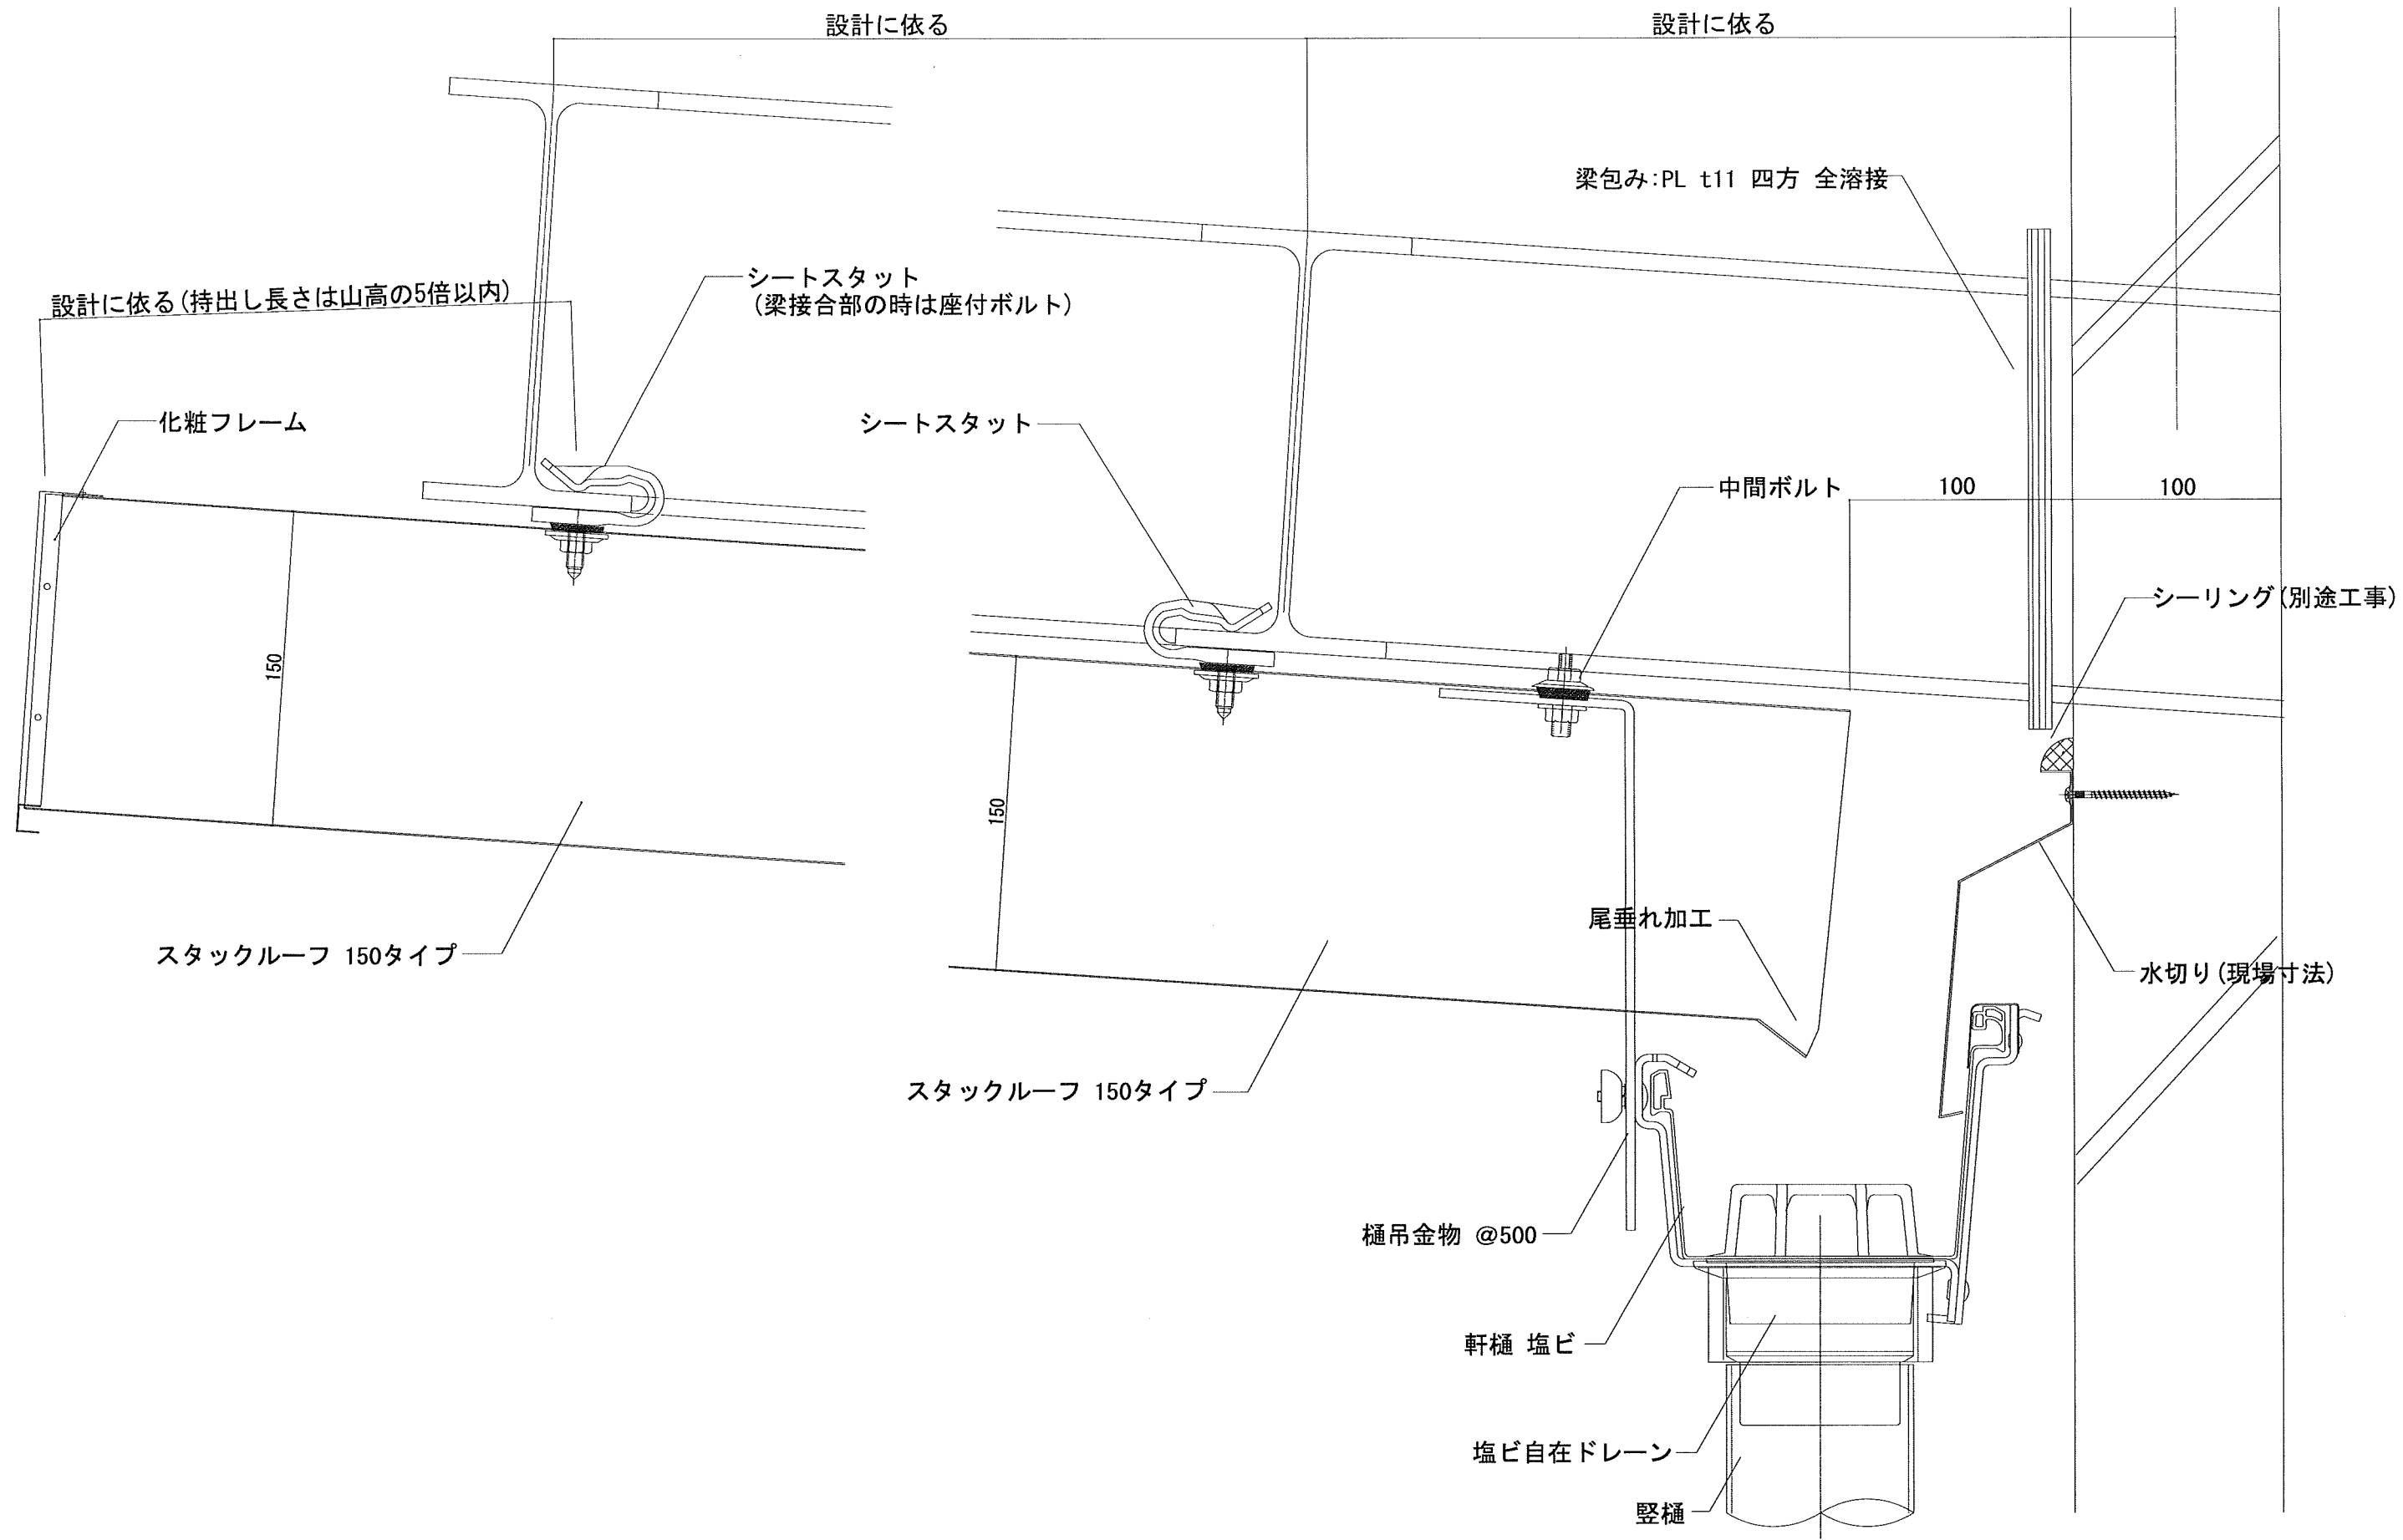 設計に依る
設計に依る
梁包み:PL t11 四方 全溶接
シートスタット
(梁接合部の時は座付ボルト)
設計に依る(持出し長さは山高の5倍以内)
化粧フレーム
シートスタット
中間ボルト
100
100
シーリング(別途工事)
150
150
尾垂れ加工
スタックルーフ 150タイプ
水切り(現場寸法)
スタックルーフ 150タイプ
樋吊金物 @500
軒樋 塩ビ
塩ビ自在ドレーン
竪樋